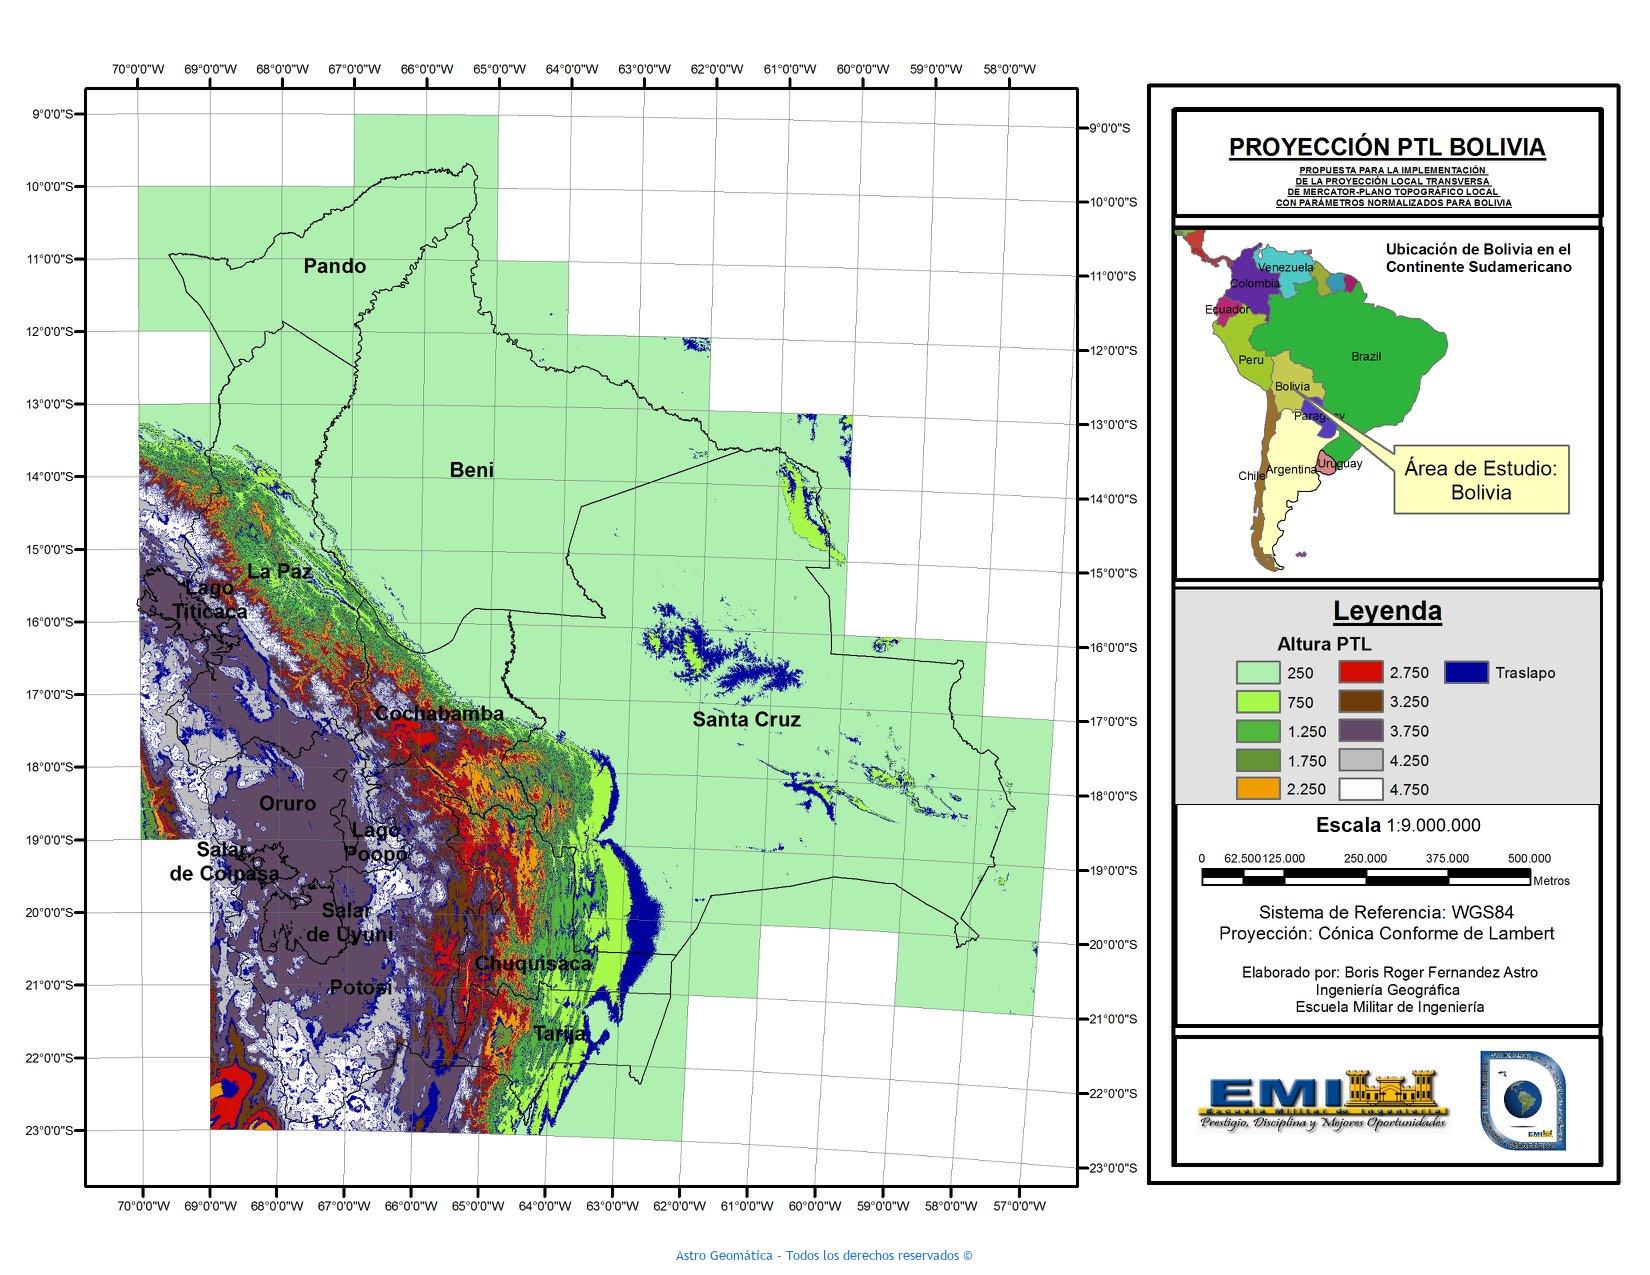 70°0'0"W 69°0'0"W 68°0'0"W 67°0'0"W 66°0'0"W 65°0'0"W 64°0'0"W 63°0'0"W 62°0'0"W 61°0'0"W 60°0'0"W 59°0'0"W 58°0'0"W
9°0'0"S
10°0'0"S
11°0'0"S
12°0'0"S
13°0'0"S
14°0'0"S
15°0'0"S
16°0'0"S
17°0'0"S
18°0'0"S
19°0'0"S
20°0'0"S
21°0'0"S
22°0'0"S
23°0'0"S
Pando
Beni
La Paz
Lago
Titicaca
Cochabamba
Santa Cruz
Oruro
Lago
Poopo
Salar
de Coipasa
Salar
de Uyuni
Chuquisaca
Potosi
Tarija
9°0'0"S
10°0'0"S
11°0'0"S
12°0'0"S
13°0'0"S
14°0'0"S
15°0'0"S
16°0'0"S
17°0'0"S
18°0'0"S
19°0'0"S
20°0'0"S
21°0'0"S
22°0'0"S
23°0'0"S
70°0'0"W 69°0'0"W 68°0'0"W 67°0'0"W 66°0'0"W 65°0'0"W 64°0'0"W 63°0'0"W 62°0'0"W 61°0'0"W 60°0'0"W 59°0'0"W 58°0'0"W 57°0'0"W
PROYECCIÓN PTL BOLIVIA
PROPUESTA PARA LA IMPLEMENTACIÓN
DE LA PROYECCIÓN LOCAL TRANSVERSA
DE MERCATOR-PLANO TOPOGRÁFICO LOCAL
CON PARÁMETROS NORMALIZADOS PARA BOLIVIA
Ubicación de Bolivia en el
Continente Sudamericano
Venezuela
Colombia
Ecuador
Peru
Brazil
Bolivia
Paraguay
Uruguay
Argentina
Chile
Área de Estudio:
Bolivia
Leyenda
Altura PTL
250 2.750 Traslapo
750 3.250
1.250 3.750
1.750 4.250
2.250 4.750
Escala 1:9.000.000
0 62.500 125.000 250.000 375.000 500.000
Metros
Sistema de Referencia: WGS84
Proyección: Cónica Conforme de Lambert
Elaborado por: Boris Roger Fernandez Astro
Ingeniería Geográfica
Escuela Militar de Ingeniería
EMI
Escuela Militar de Ingeniería
Prestigio, Disciplina y Mejores Oportunidades
EMI
Astro Geomática - Todos los derechos reservados ©